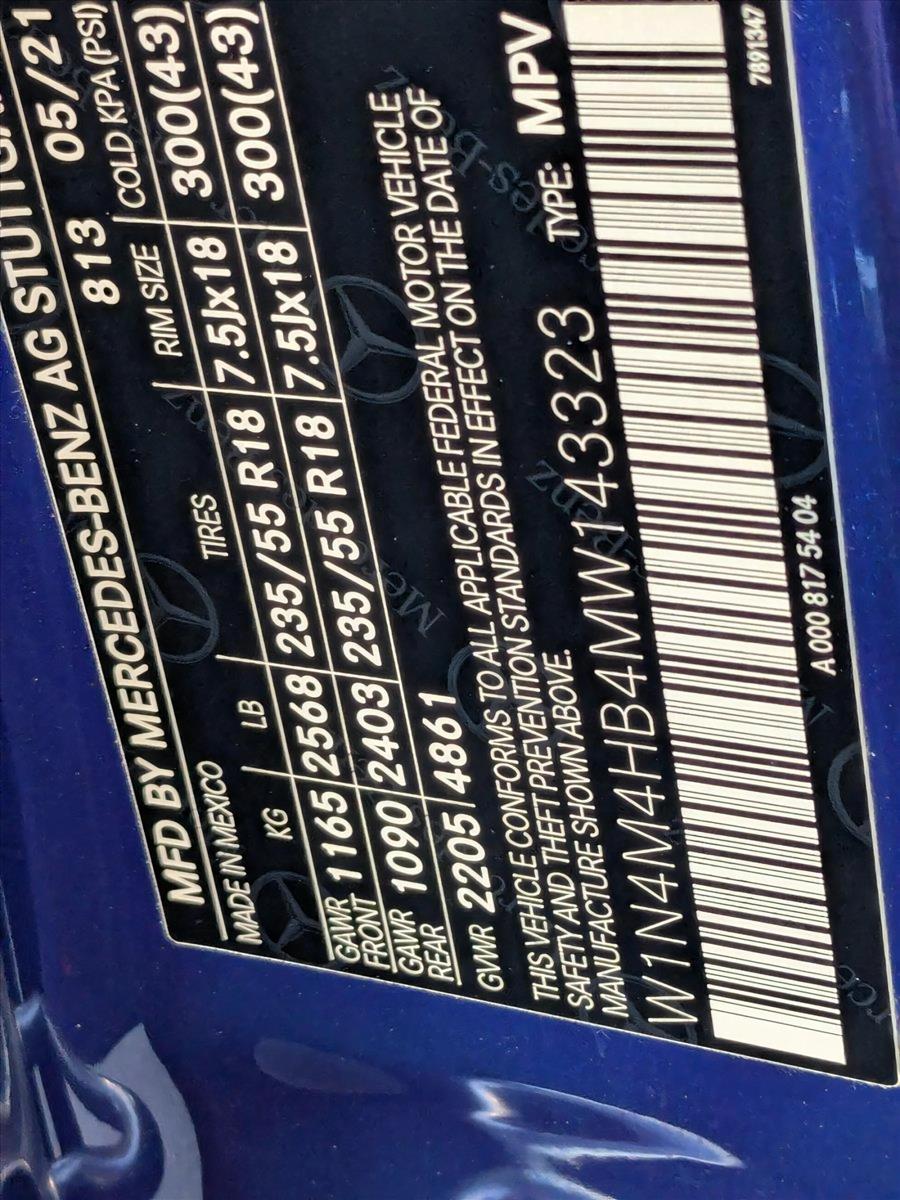 MFD BY MERCEDES-BENZ AG
813 05/21
MADE IN MEXICO
KG LB TIRES RIM SIZE COLD KPA (PSI)
GAWR FRONT 1165 2568 235/55 R18 7.5Jx18 300(43)
GAWR REAR 1090 2403 235/55 R18 7.5Jx18 300(43)
GVWR 2205 4861
THIS VEHICLE CONFORMS TO ALL APPLICABLE FEDERAL MOTOR VEHICLE
SAFETY AND THEFT PREVENTION STANDARDS IN EFFECT ON THE DATE OF
MANUFACTURE SHOWN ABOVE.
W1N4M4HB4MW143323 TYPE: MPV
A 000 817 54 04 7891347